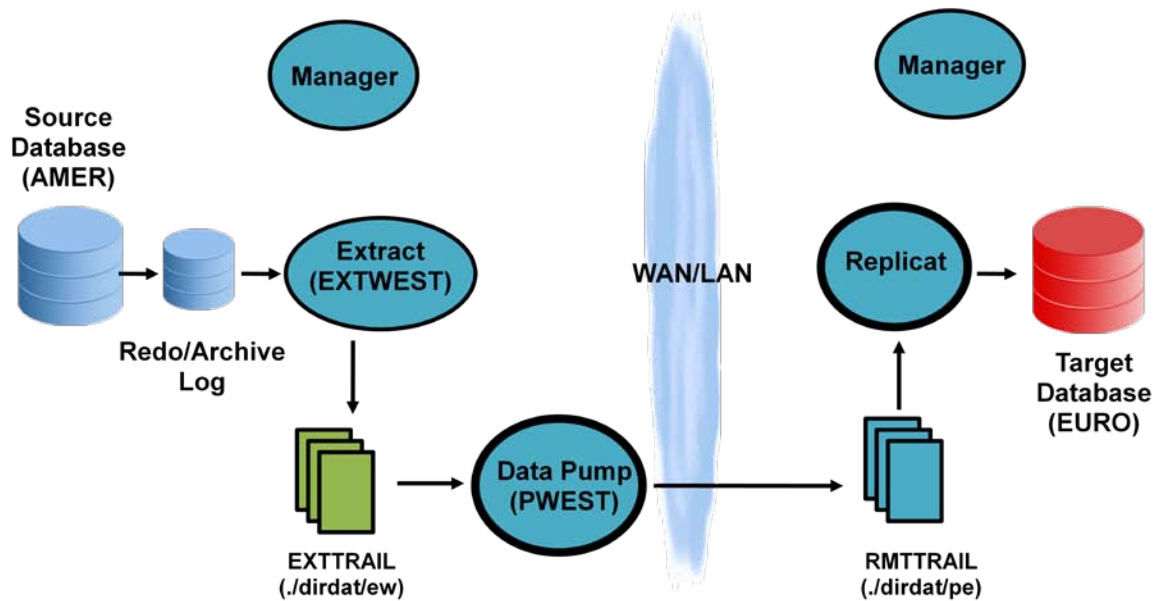 Manager
Manager
Source
Database
(AMER)
Extract
(EXTWEST)
WAN/LAN
Replicat
Redo/Archive
Log
Target
Database
(EURO)
Data Pump
(PWEST)
EXTTRAIL
(./dirdat/ew)
RMTTRAIL
(./dirdat/pe)